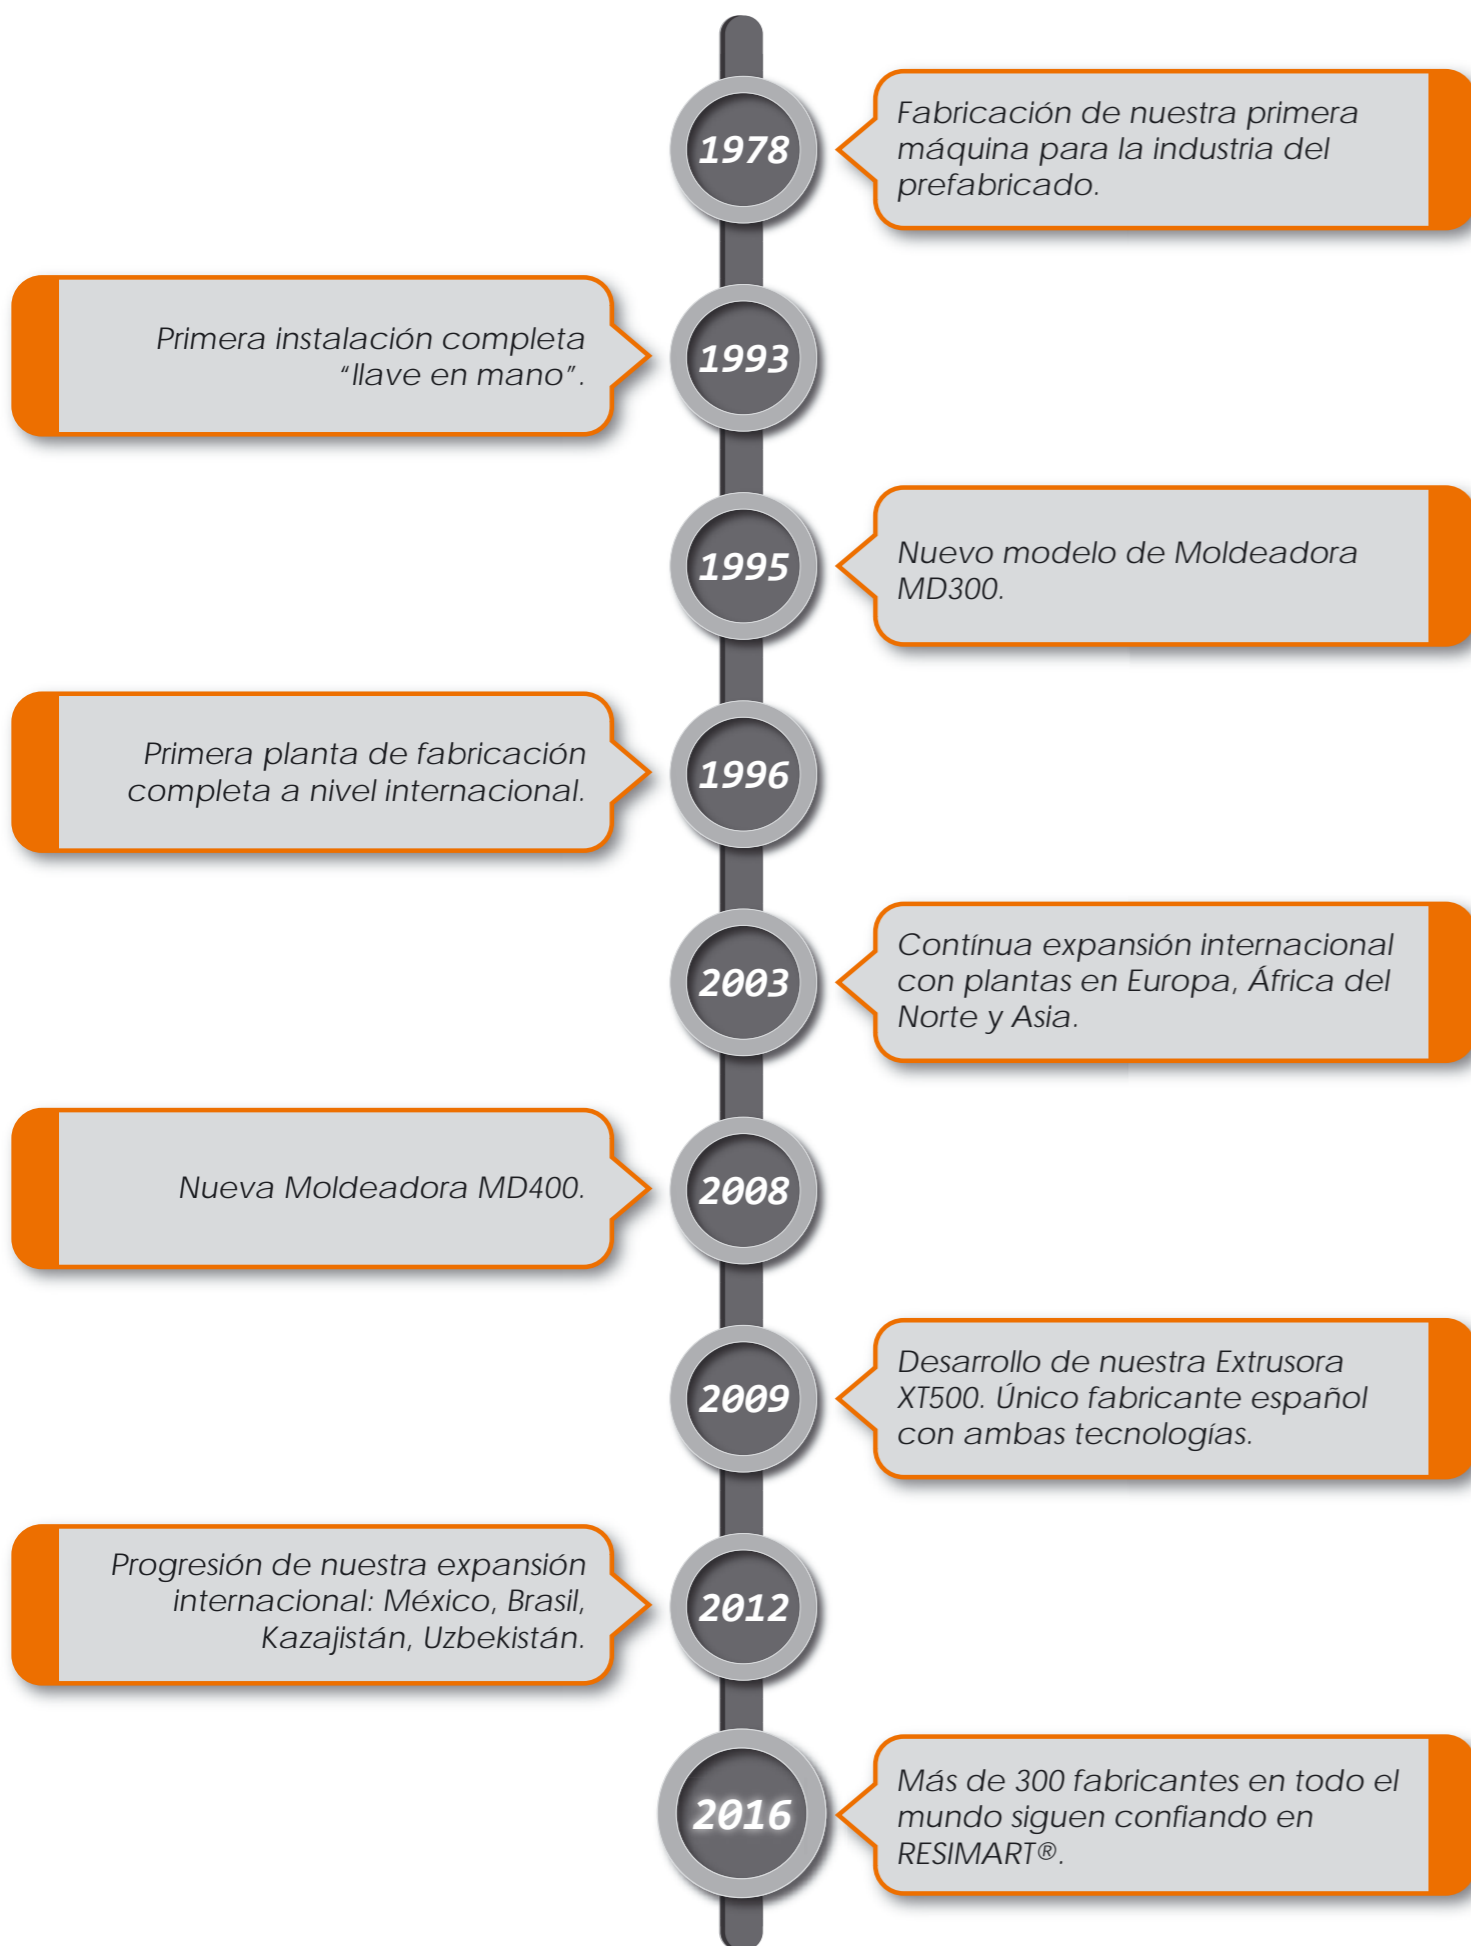 1978
Fabricación de nuestra primera
máquina para la industria del
prefabricado.
1993
Primera instalación completa
“llave en mano”.
1995
Nuevo modelo de Moldeadora
MD300.
1996
Primera planta de fabricación
completa a nivel internacional.
2003
Contínua expansión internacional
con plantas en Europa, África del
Norte y Asia.
2008
Nueva Moldeadora MD400.
2009
Desarrollo de nuestra Extrusora
XT500. Único fabricante español
con ambas tecnologías.
2012
Progresión de nuestra expansión
internacional: México, Brasil,
Kazajistán, Uzbekistán.
2016
Más de 300 fabricantes en todo el
mundo siguen confiando en
RESIMART®.